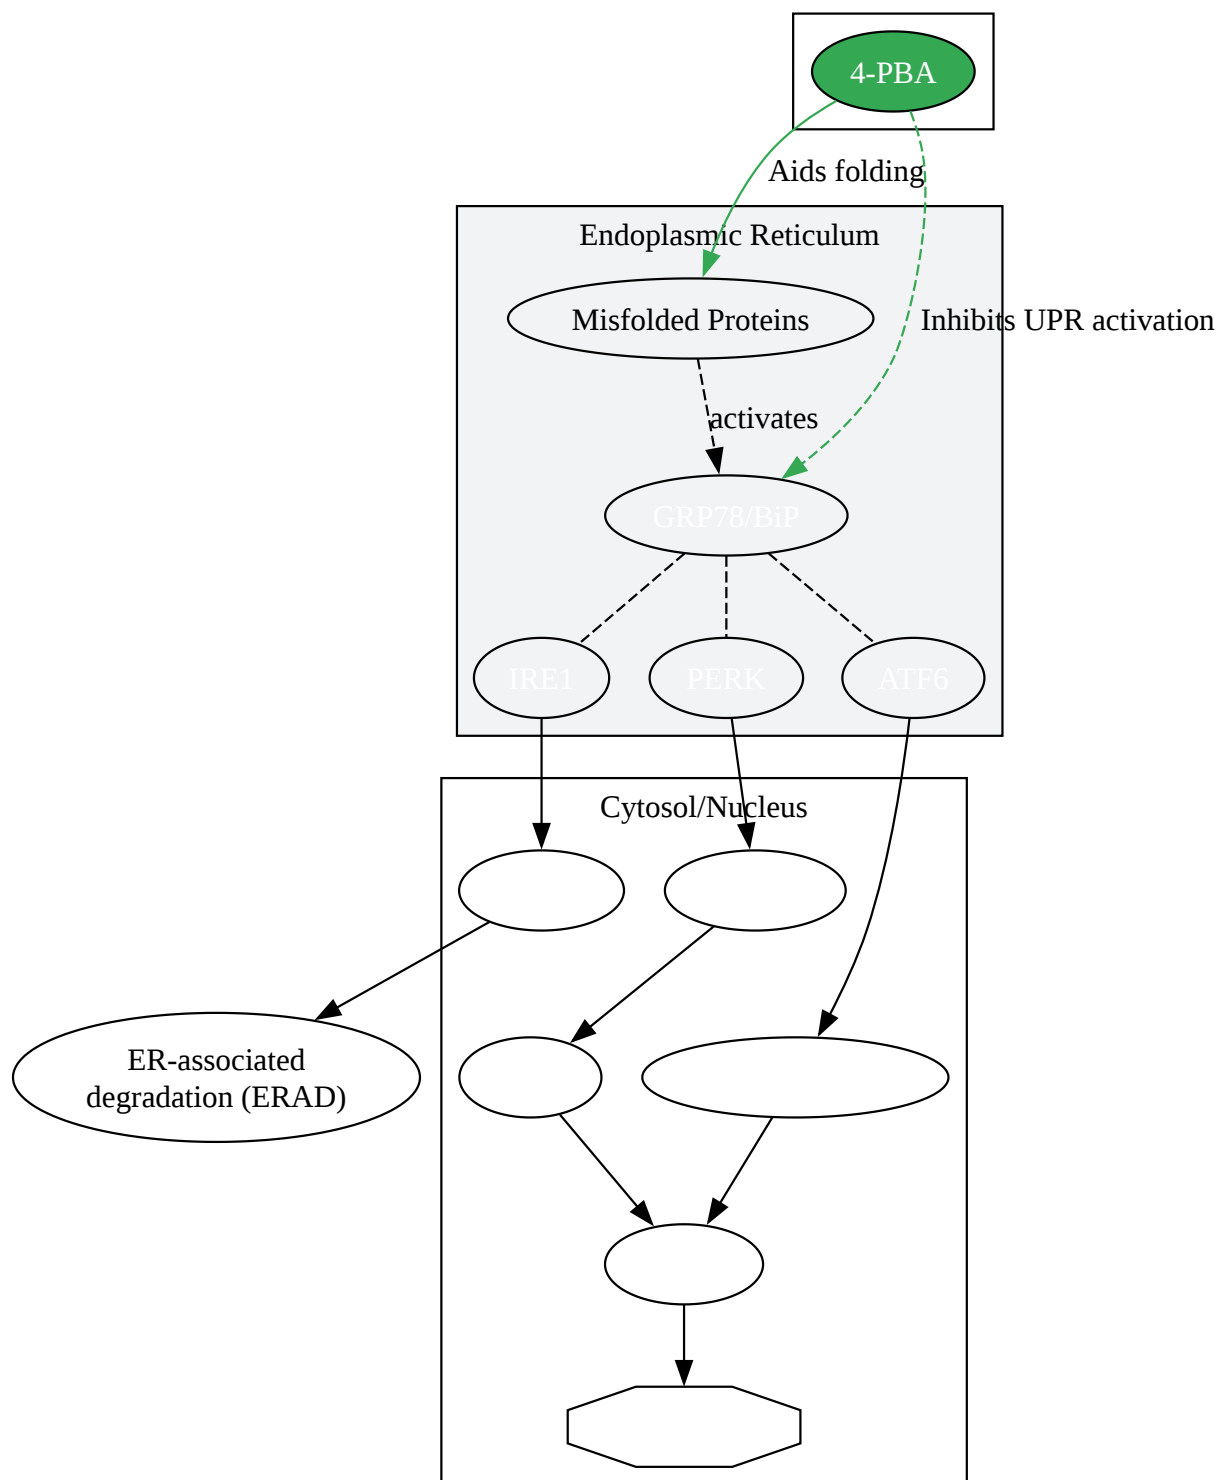 4-PBA
Aids folding
Endoplasmic Reticulum
Misfolded Proteins
Inhibits UPR activation
activates
GRP78/BiP
IRE1
PERK
ATF6
Cytosol/Nucleus
ER-associated
degradation (ERAD)